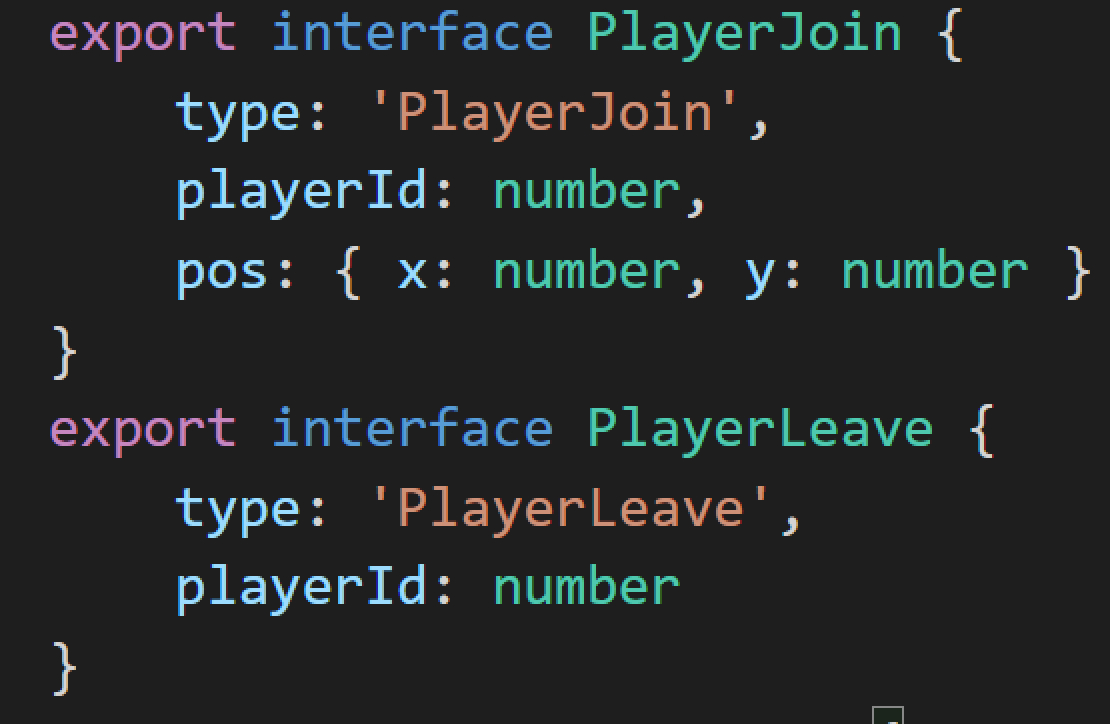 export interface PlayerJoin {
    type: 'PlayerJoin',
    playerId: number,
    pos: { x: number, y: number }
}
export interface PlayerLeave {
    type: 'PlayerLeave',
    playerId: number
}